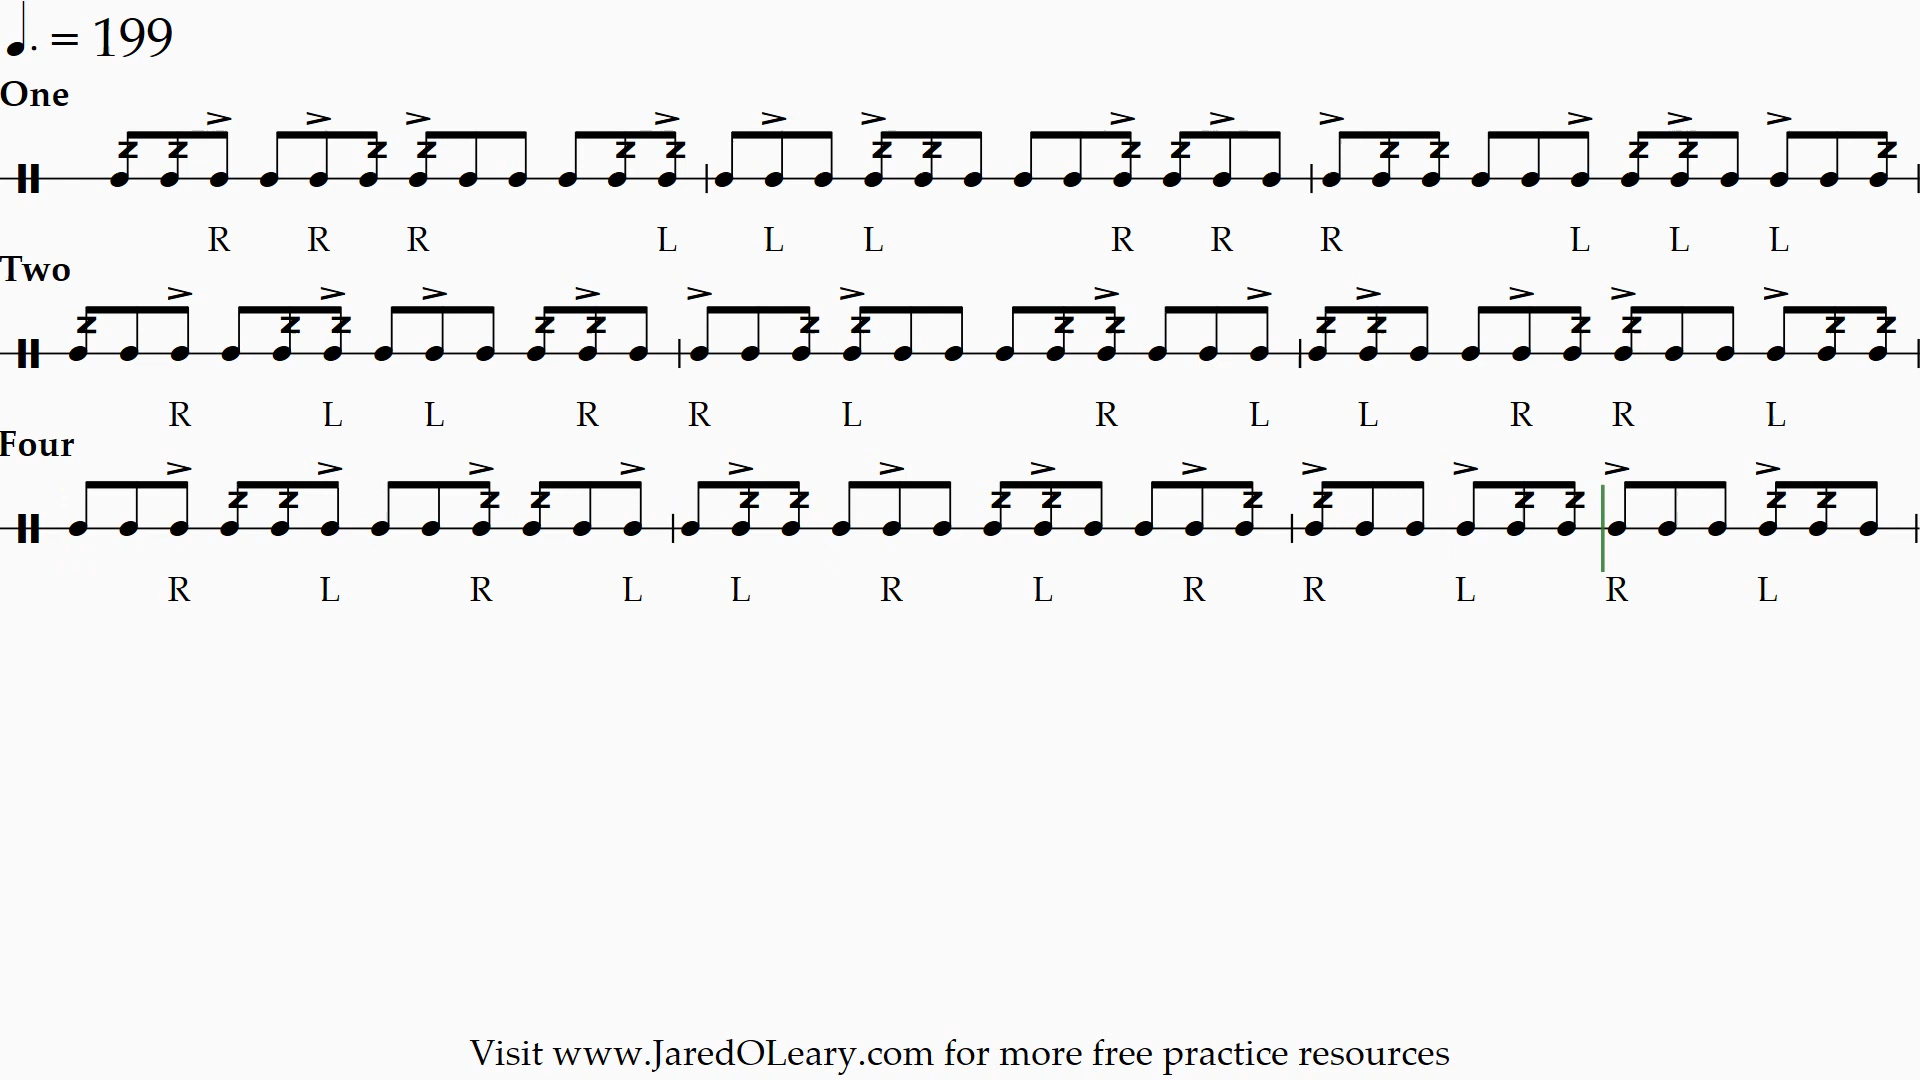 ♩. = 199
One
R R R L L L R R R L L L
Two
R L L R R L R L L R R L
Four
R L R L L R L R R L R L
Visit www.JaredOLeary.com for more free practice resources